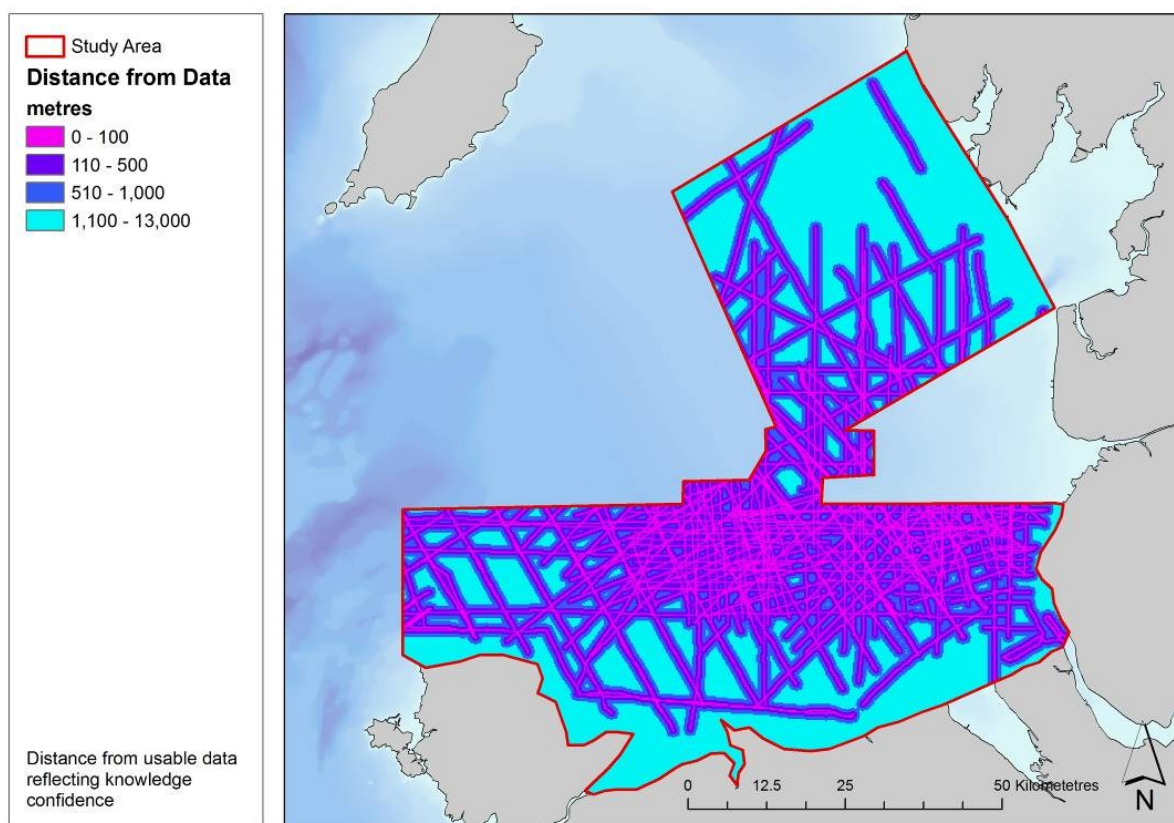 Study Area
Distance from Data
metres
0 - 100
110 - 500
510 - 1,000
1,100 - 13,000
Distance from usable data
reflecting knowledge
confidence
0 12.5 25 50 Kilometetres
N